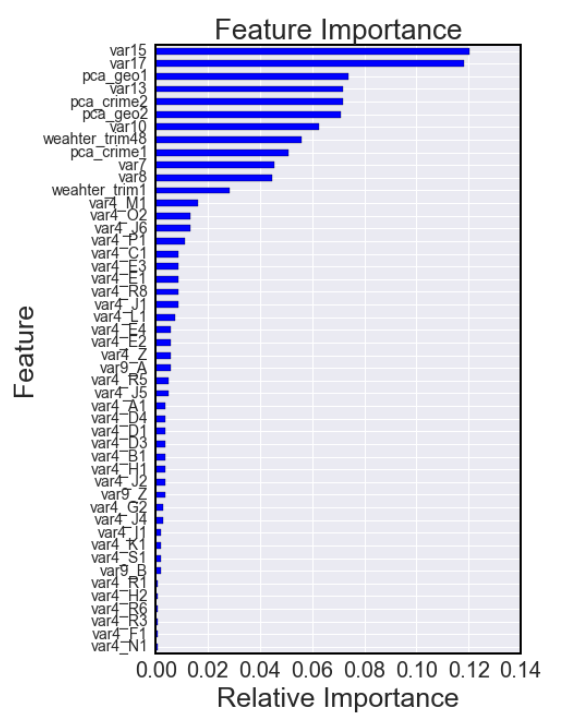 Feature Importance
var15
var17
pca_geo1
var13
pca_crime2
pca_geo2
var10
weahter_trim48
pca_crime1
var7
var8
weahter_trim1
var4_M1
var4_O2
var4_J6
var4_P1
var4_C1
var4_E3
var4_E1
var4_R8
var4_J1
var4_L1
var4_E4
var4_E2
var4_Z
var9_A
var4_R5
var4_J5
var4_A1
var4_D4
var4_D1
var4_D3
var4_B1
var4_H1
var4_J2
var9_Z
var4_G2
var4_J4
var4_I1
var4_K1
var4_S1
var9_B
var4_R1
var4_H2
var4_R6
var4_R3
var4_F1
var4_N1
Feature
0.00 0.02 0.04 0.06 0.08 0.10 0.12 0.14
Relative Importance